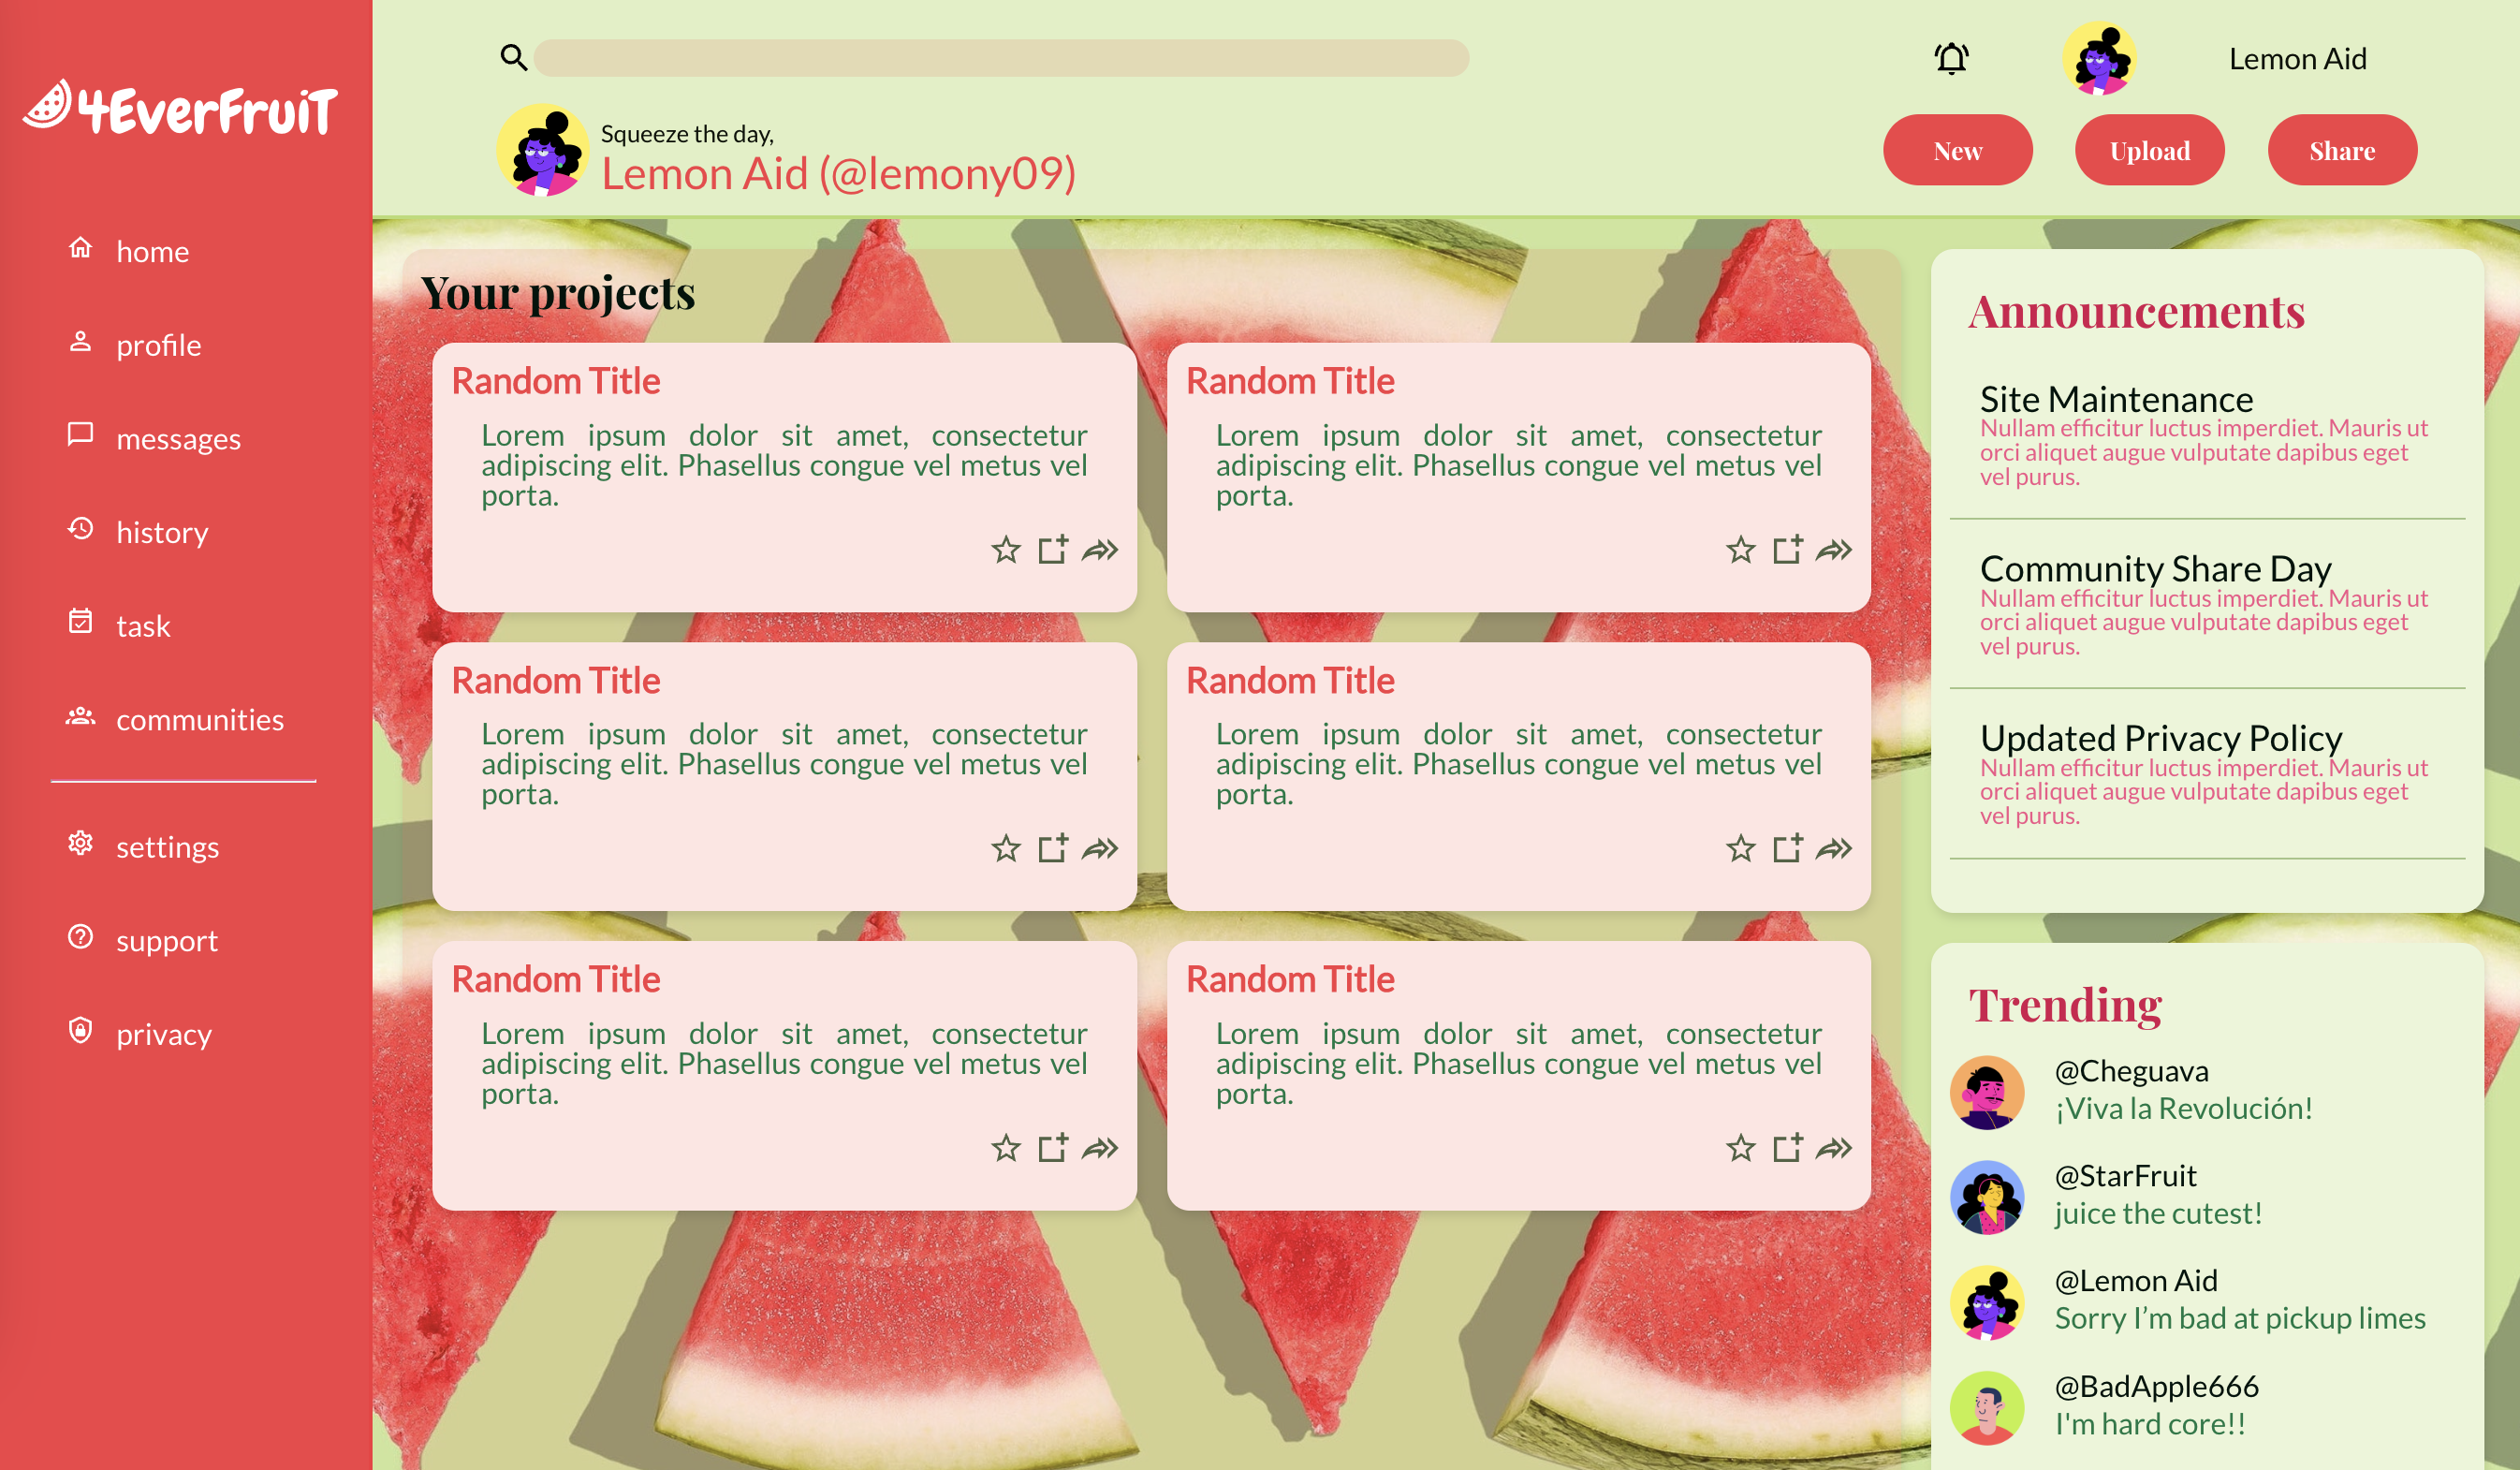 4EverFruiT
home
profile
messages
history
task
communities
settings
support
privacy
Lemon Aid
Squeeze the day,
Lemon Aid (@lemony09)
New
Upload
Share
Your projects
Random Title
Lorem ipsum dolor sit amet, consectetur
adipiscing elit. Phasellus congue vel metus vel
porta.
Random Title
Lorem ipsum dolor sit amet, consectetur
adipiscing elit. Phasellus congue vel metus vel
porta.
Random Title
Lorem ipsum dolor sit amet, consectetur
adipiscing elit. Phasellus congue vel metus vel
porta.
Random Title
Lorem ipsum dolor sit amet, consectetur
adipiscing elit. Phasellus congue vel metus vel
porta.
Random Title
Lorem ipsum dolor sit amet, consectetur
adipiscing elit. Phasellus congue vel metus vel
porta.
Random Title
Lorem ipsum dolor sit amet, consectetur
adipiscing elit. Phasellus congue vel metus vel
porta.
Announcements
Site Maintenance
Nullam efficitur luctus imperdiet. Mauris ut
orci aliquet augue vulputate dapibus eget
vel purus.
Community Share Day
Nullam efficitur luctus imperdiet. Mauris ut
orci aliquet augue vulputate dapibus eget
vel purus.
Updated Privacy Policy
Nullam efficitur luctus imperdiet. Mauris ut
orci aliquet augue vulputate dapibus eget
vel purus.
Trending
@Cheguava
¡Viva la Revolución!
@StarFruit
juice the cutest!
@Lemon Aid
Sorry I’m bad at pickup limes
@BadApple666
I'm hard core!!